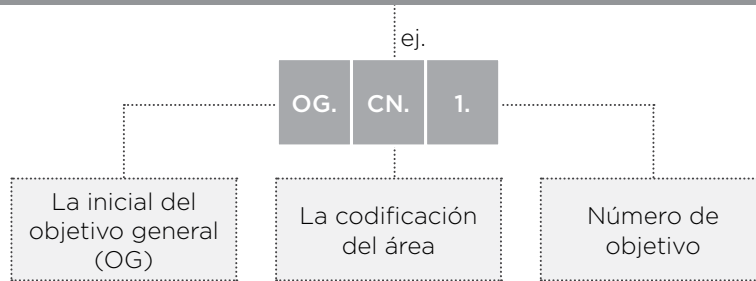 ej.
OG. CN. 1.
La inicial del
objetivo general
(OG)
La codificación
del área
Número de
objetivo